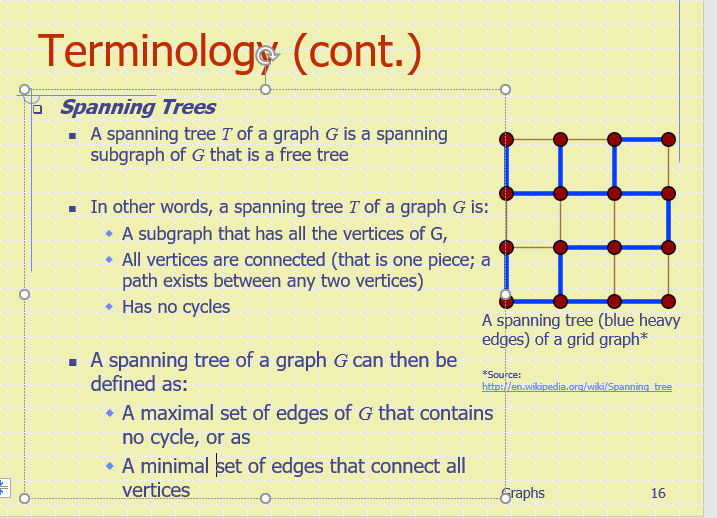 Terminology (cont.)
Spanning Trees
A spanning tree T of a graph G is a spanning
subgraph of G that is a free tree
In other words, a spanning tree T of a graph G is:
A subgraph that has all the vertices of G,
All vertices are connected (that is one piece; a
path exists between any two vertices)
Has no cycles
A spanning tree of a graph G can then be
defined as:
A maximal set of edges of G that contains
no cycle, or as
A minimal set of edges that connect all
vertices
A spanning tree (blue heavy
edges) of a grid graph*
*Source:
http://en.wikipedia.org/wiki/Spanning_tree
Graphs
16